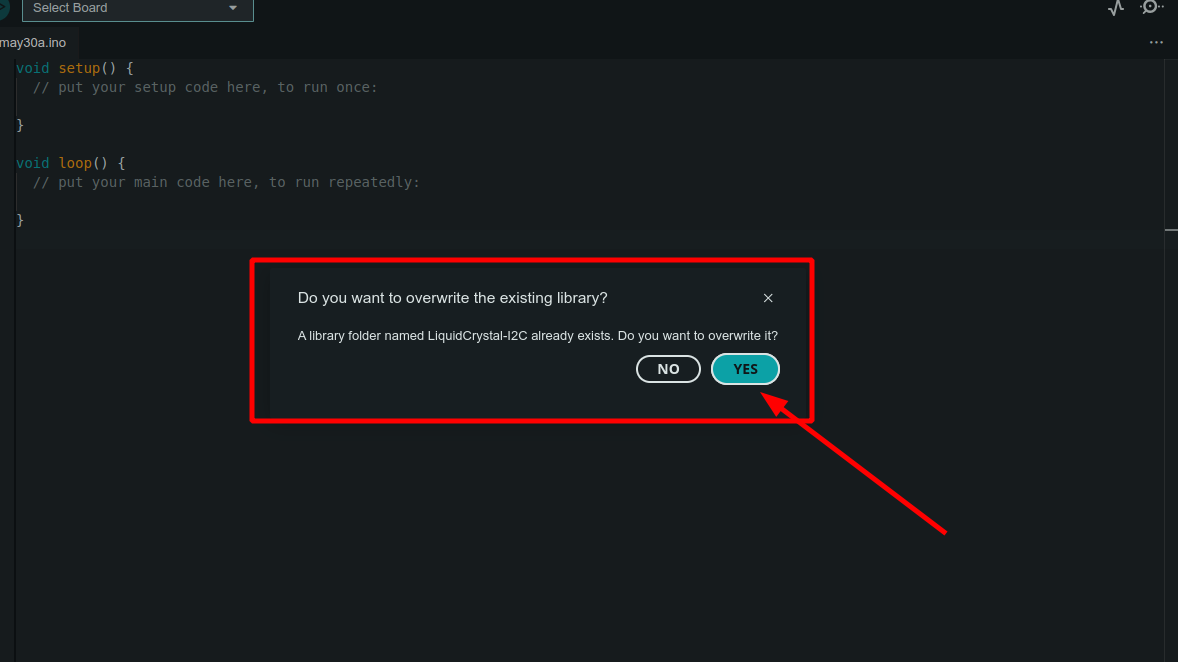 Select Board
may30a.ino
void setup() {
// put your setup code here, to run once:
}
void loop() {
// put your main code here, to run repeatedly:
}
Do you want to overwrite the existing library?
A library folder named LiquidCrystal-I2C already exists. Do you want to overwrite it?
NO YES